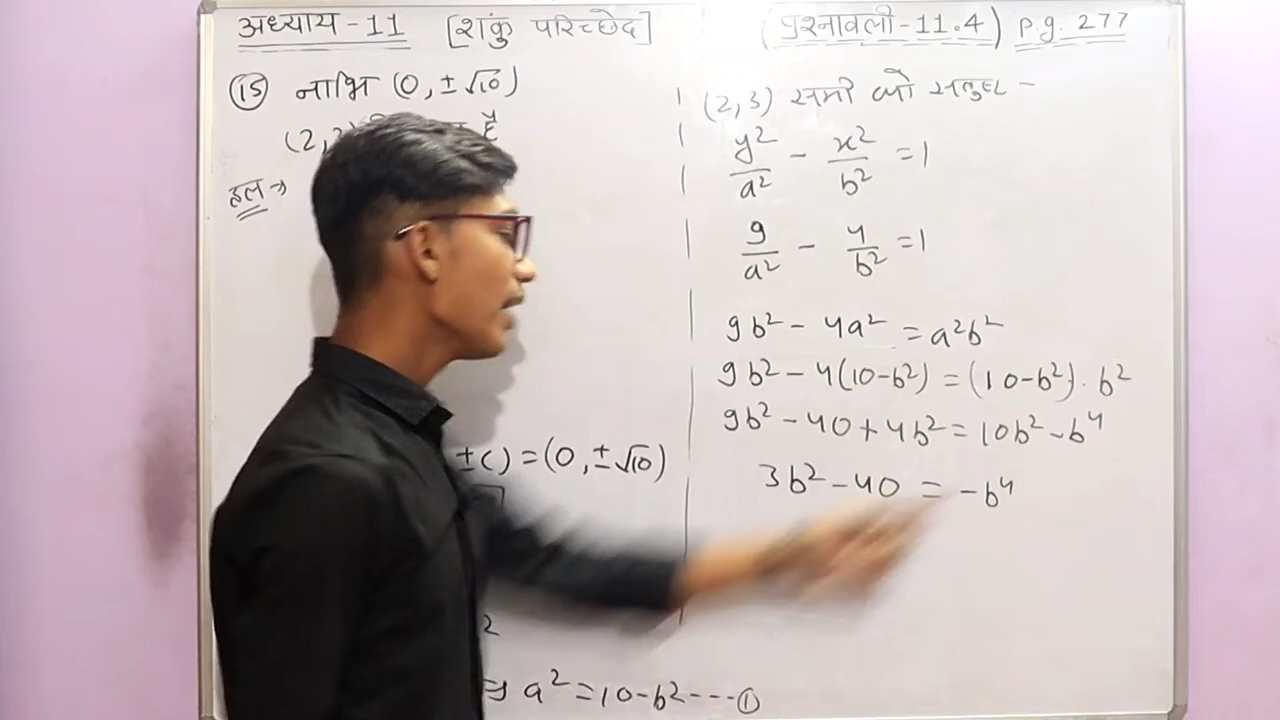 अध्याय - 11 [शंकु परिच्छेद] (प्रश्नावली - 11.4) p.g. 277
(15) नाभि (0, ±√10)
(2,
है
हल →
±c) = (0, ±√10)
2
⇒ a² = 10 - b² ---- ①
(2, 3) समी को संतुष्ट -
y²/a² - x²/b² = 1
9/a² - 4/b² = 1
9b² - 4a² = a²b²
9b² - 4(10-b²) = (10-b²) . b²
9b² - 40 + 4b² = 10b² - b⁴
3b² - 40 = -b⁴